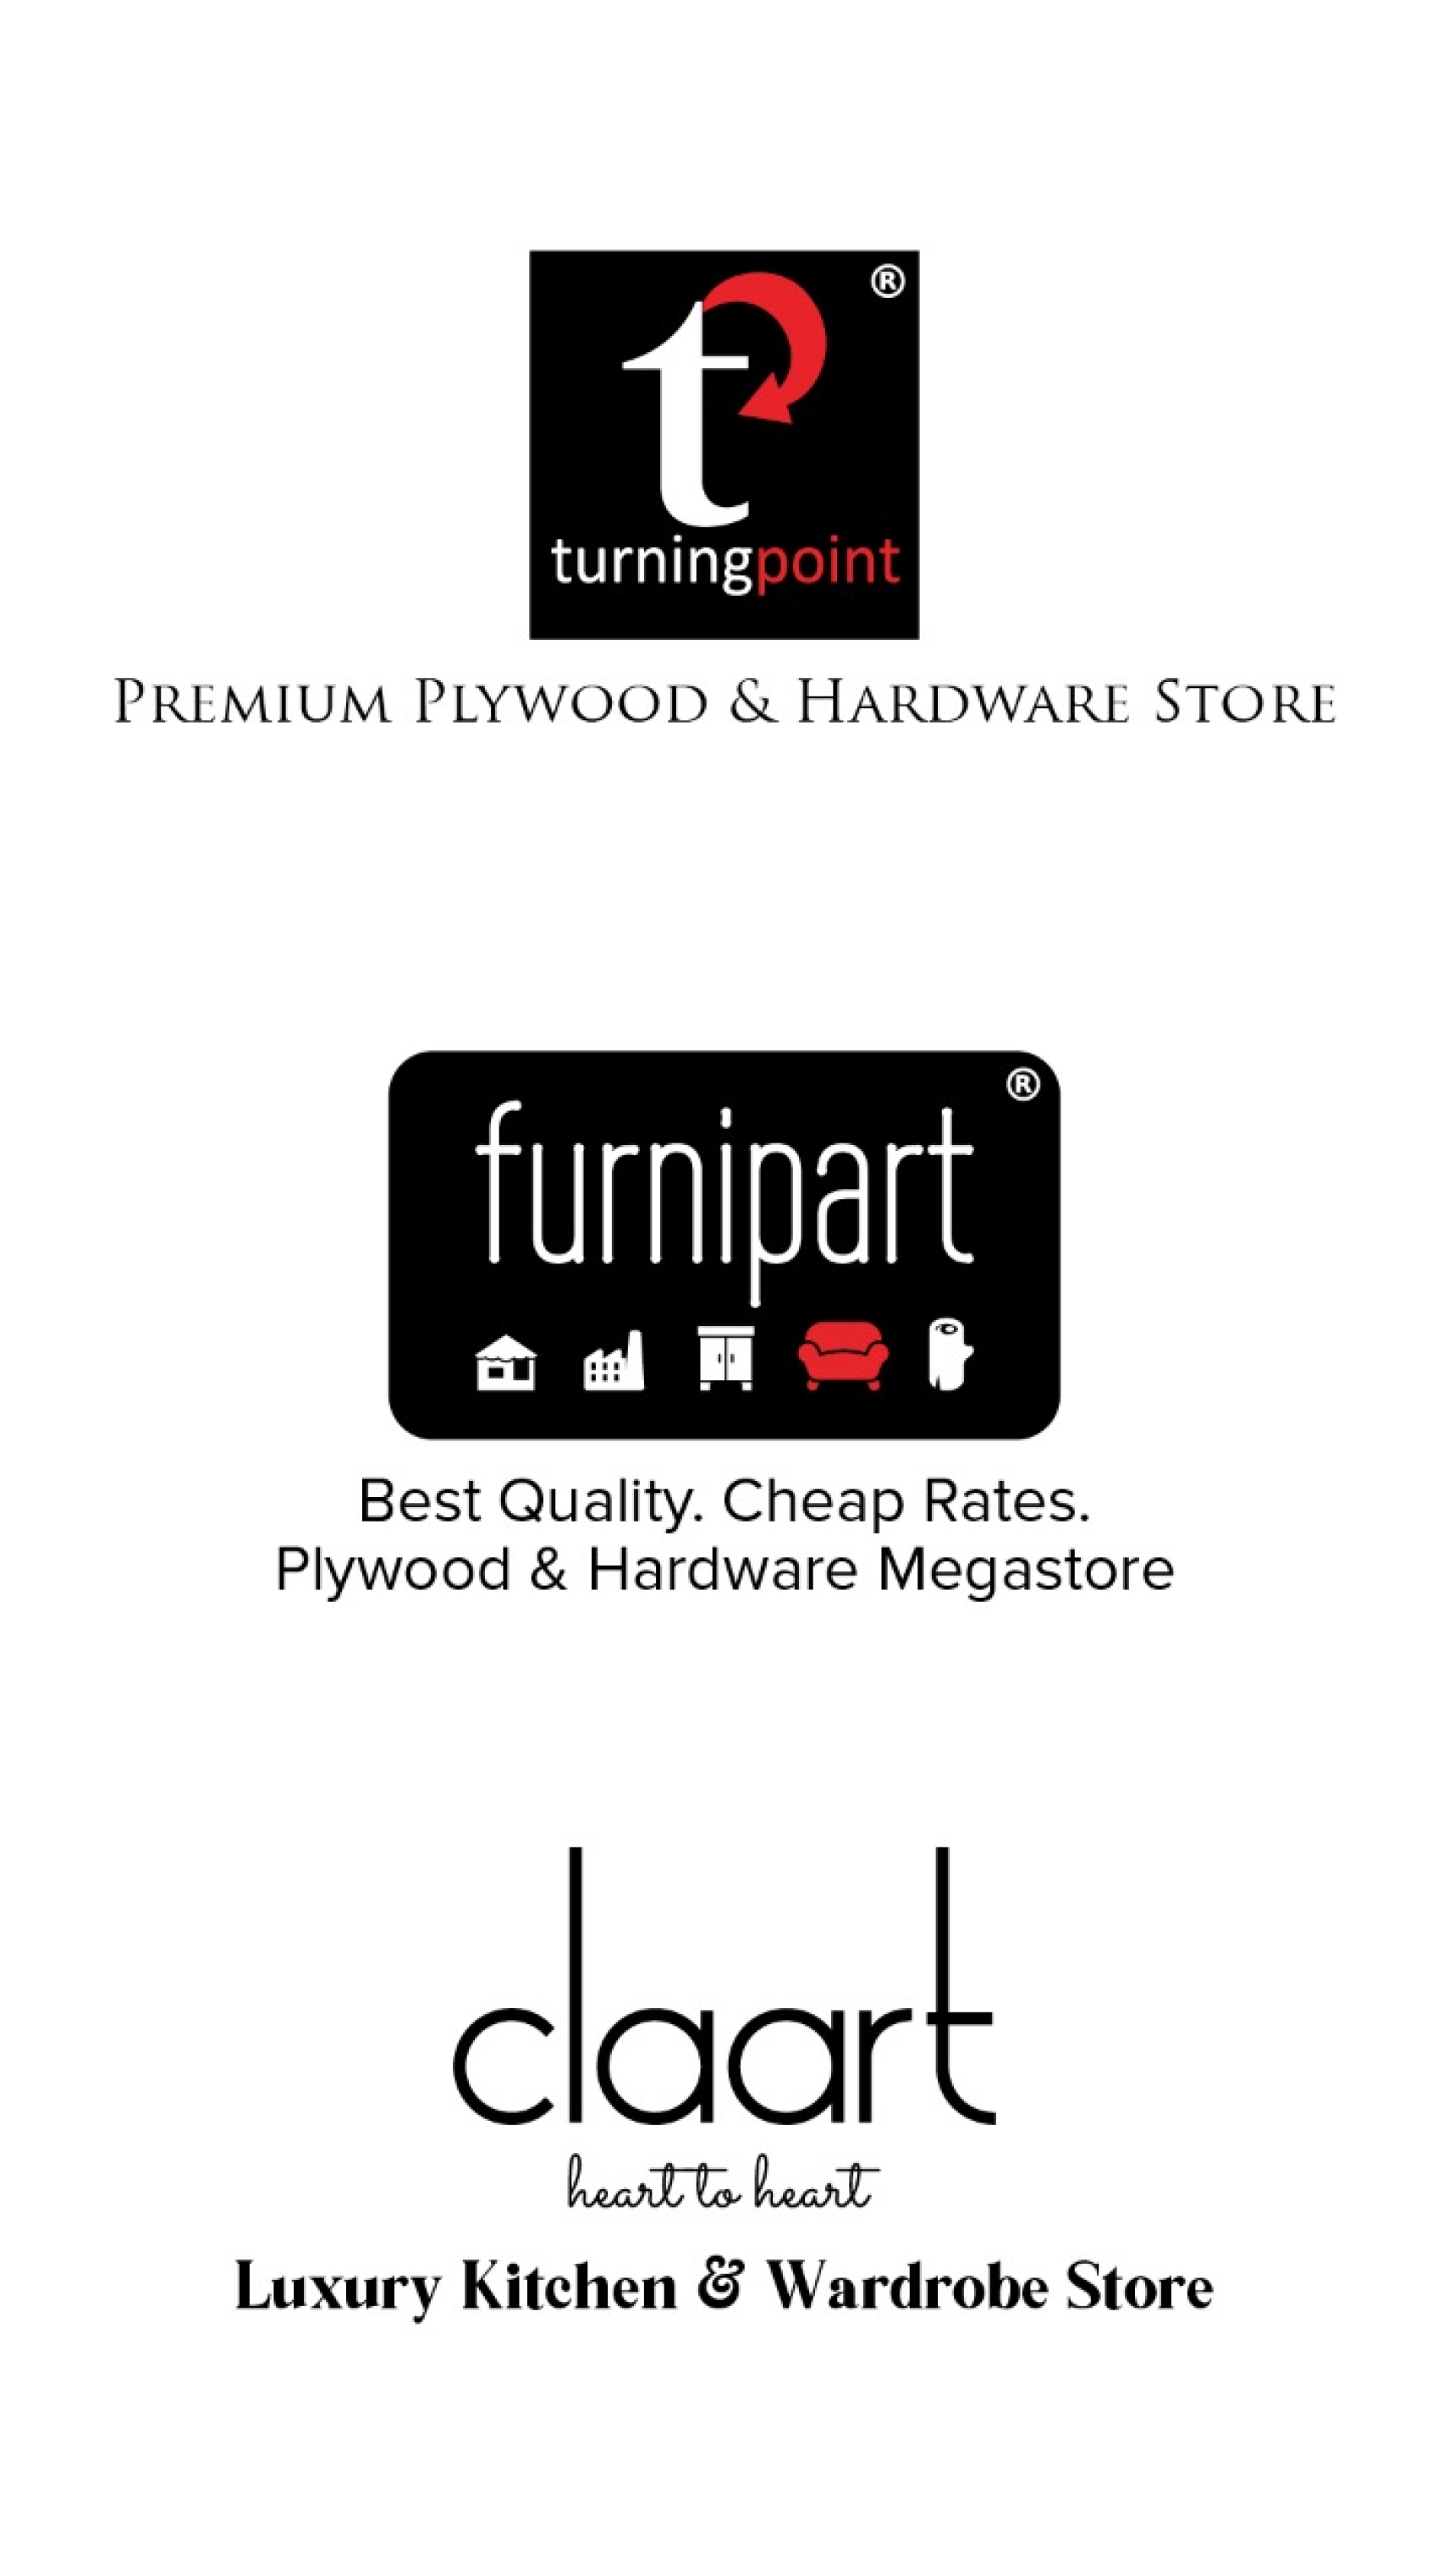 ®
t
turningpoint
PREMIUM PLYWOOD & HARDWARE STORE
®
furnipart
Best Quality. Cheap Rates.
Plywood & Hardware Megastore
claart
heart to heart
Luxury Kitchen & Wardrobe Store